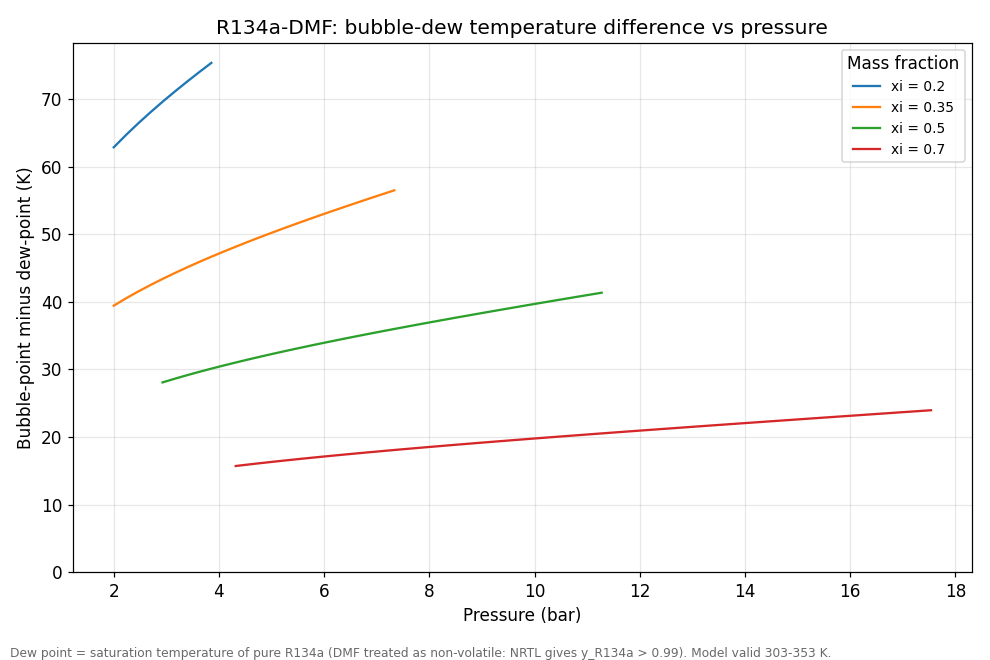 R134a-DMF: bubble-dew temperature difference vs pressure
Mass fraction
xi = 0.2
xi = 0.35
xi = 0.5
xi = 0.7
Bubble-point minus dew-point (K)
70
60
50
40
30
20
10
0
2 4 6 8 10 12 14 16 18
Pressure (bar)
Dew point = saturation temperature of pure R134a (DMF treated as non-volatile: NRTL gives y_R134a > 0.99). Model valid 303-353 K.